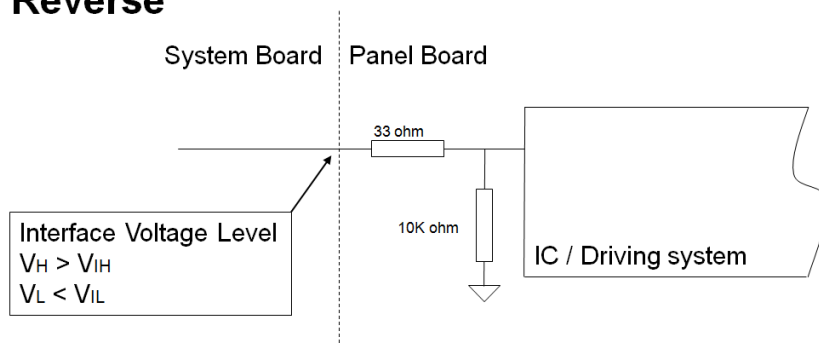 Reverse
System Board
Panel Board
33 ohm
10K ohm
IC / Driving system
Interface Voltage Level
VH > VIH
VL < VIL